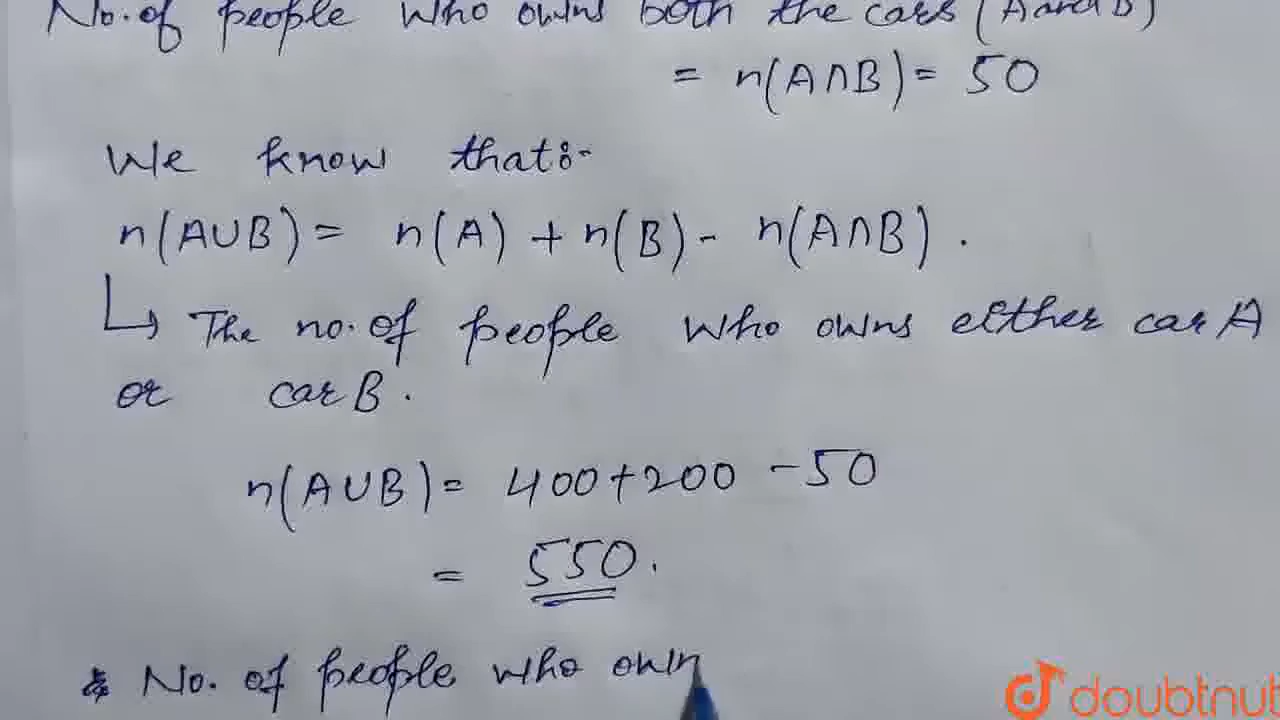 No. of people who owns both the cars (A and B)
= n(A∩B) = 50
We know that:-
n(A∪B) = n(A) + n(B) - n(A∩B).
↳ The no. of people who owns either car A
or car B.
n(A∪B) = 400+200 - 50
= 550.
& No. of people who own
doubtnut